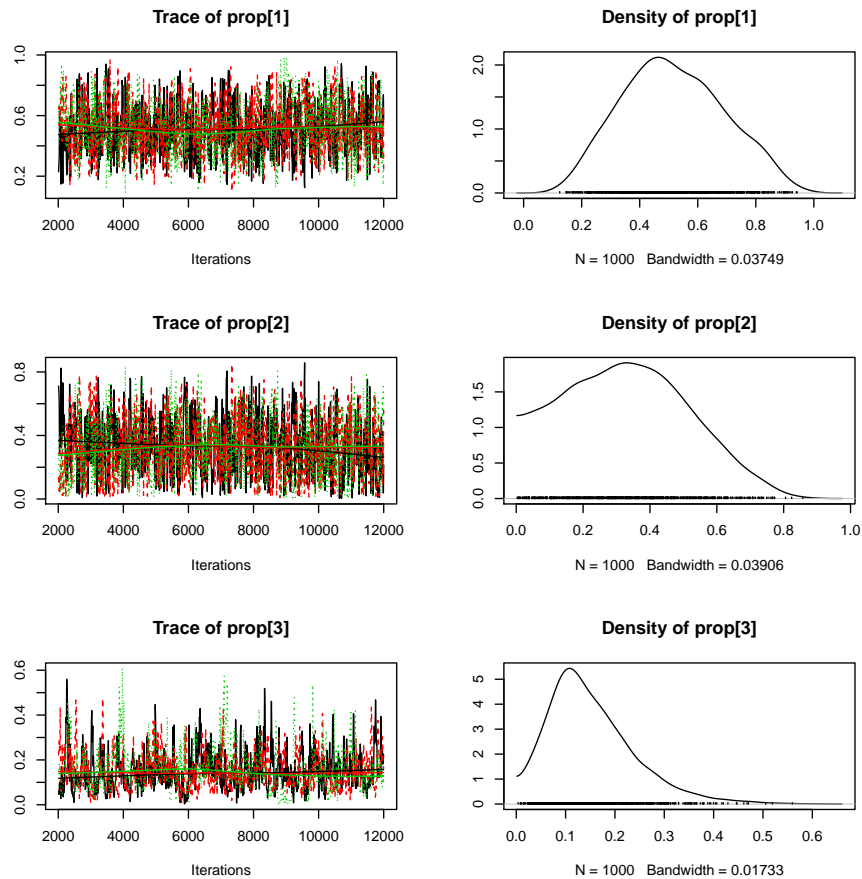 Trace of prop[1]
1.0
0.6
0.2
2000 4000 6000 8000 10000 12000
Iterations
Density of prop[1]
2.0
1.0
0.0
0.0 0.2 0.4 0.6 0.8 1.0
N = 1000 Bandwidth = 0.03749
Trace of prop[2]
0.8
0.4
0.0
2000 4000 6000 8000 10000 12000
Iterations
Density of prop[2]
1.5
1.0
0.5
0.0
0.0 0.2 0.4 0.6 0.8 1.0
N = 1000 Bandwidth = 0.03906
Trace of prop[3]
0.6
0.4
0.2
0.0
2000 4000 6000 8000 10000 12000
Iterations
Density of prop[3]
5
4
3
2
1
0
0.0 0.1 0.2 0.3 0.4 0.5 0.6
N = 1000 Bandwidth = 0.01733